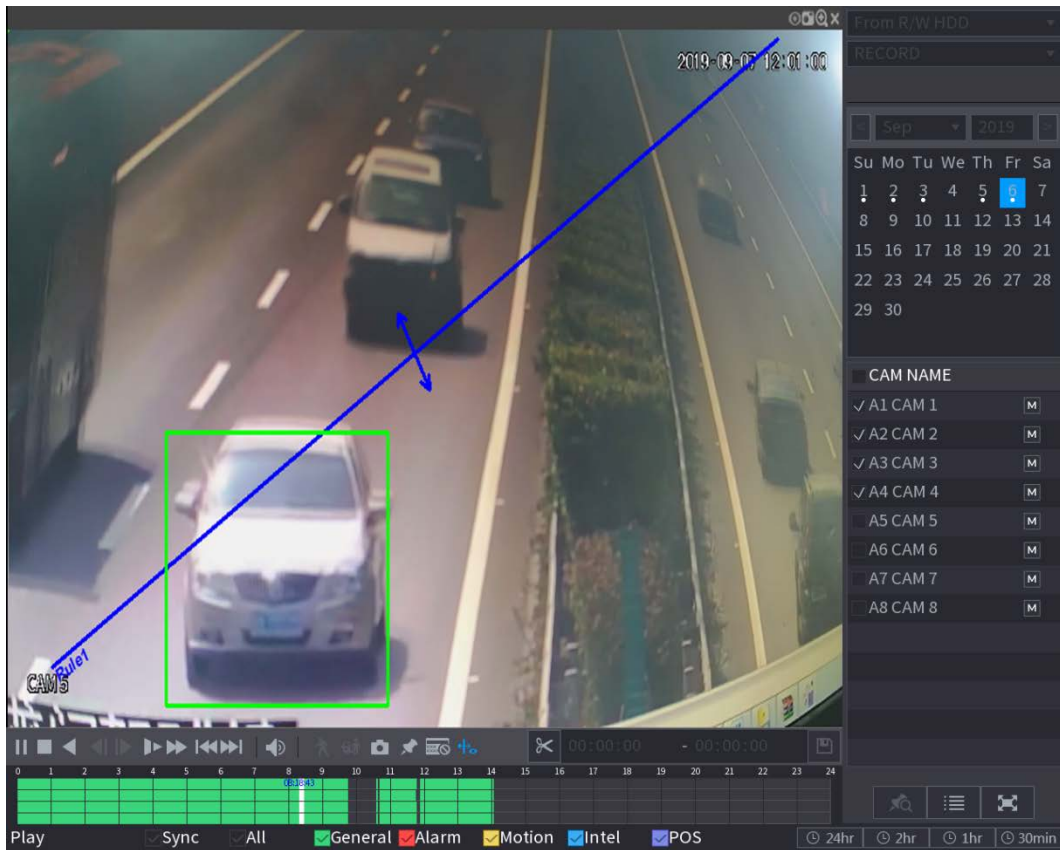 From R/W HDD
RECORD
2019-09-07 12:01:00
Sep 2019
Su Mo Tu We Th Fr Sa
1 2 3 4 5 6 7
8 9 10 11 12 13 14
15 16 17 18 19 20 21
22 23 24 25 26 27 28
29 30
CAM NAME
A1 CAM 1 M
A2 CAM 2 M
A3 CAM 3 M
A4 CAM 4 M
A5 CAM 5 M
A6 CAM 6 M
A7 CAM 7 M
A8 CAM 8 M
Rule1
CAM 5
00:00:00 - 00:00:00
0 1 2 3 4 5 6 7 8 9 10 11 12 13 14 15 16 17 18 19 20 21 22 23 24
08:28:43
Play Sync All General Alarm Motion Intel POS 24hr 2hr 1hr 30min